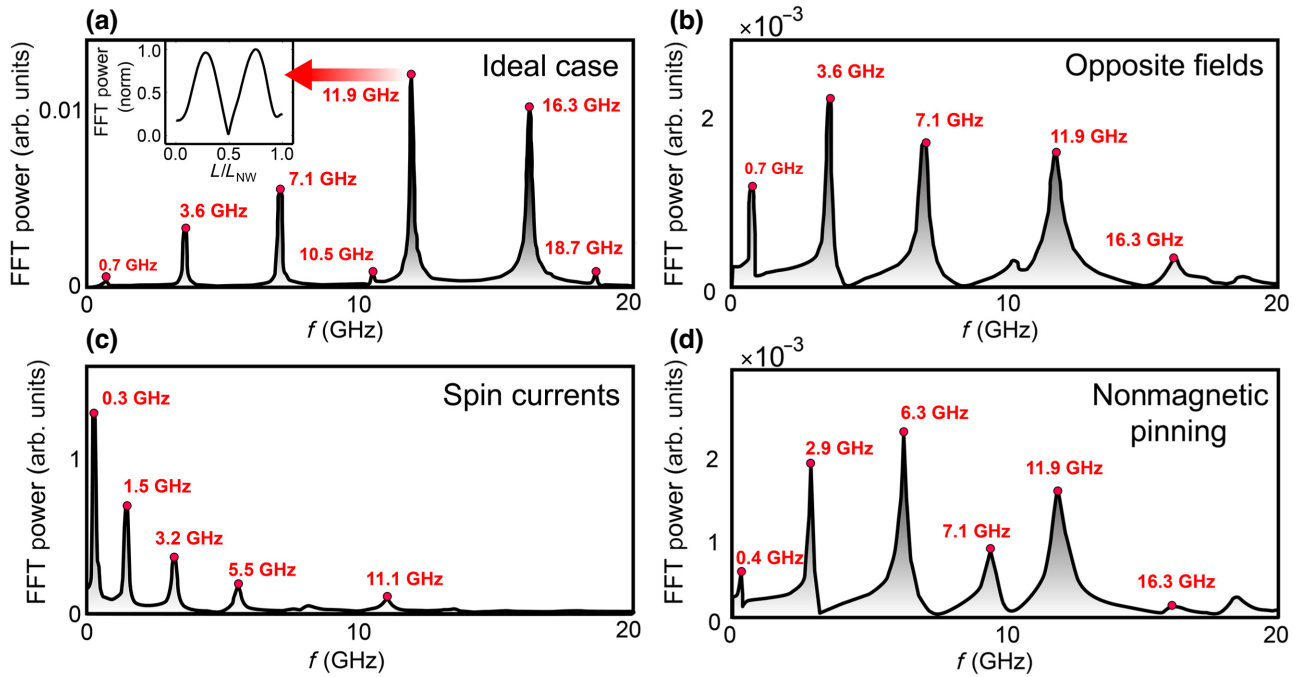 (a)
FFT power (arb. units)
0.01
0
Ideal case
FFT power
(norm)
1.0
0.5
0.0
0.0 0.5 1.0
L/L_NW
0.7 GHz
3.6 GHz
7.1 GHz
10.5 GHz
11.9 GHz
16.3 GHz
18.7 GHz
0 10 20
f (GHz)
(b)
×10⁻³
FFT power (arb. units)
2
0
Opposite fields
0.7 GHz
3.6 GHz
7.1 GHz
11.9 GHz
16.3 GHz
0 10 20
f (GHz)
(c)
FFT power (arb. units)
1
0
Spin currents
0.3 GHz
1.5 GHz
3.2 GHz
5.5 GHz
11.1 GHz
0 10 20
f (GHz)
(d)
×10⁻³
FFT power (arb. units)
2
1
0
Nonmagnetic
pinning
0.4 GHz
2.9 GHz
6.3 GHz
7.1 GHz
11.9 GHz
16.3 GHz
0 10 20
f (GHz)